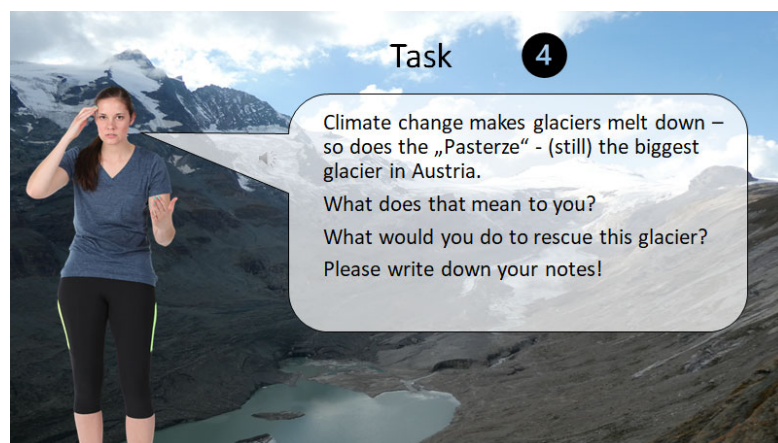 Task 4
Climate change makes glaciers melt down –
so does the „Pasterze“ - (still) the biggest
glacier in Austria.
What does that mean to you?
What would you do to rescue this glacier?
Please write down your notes!